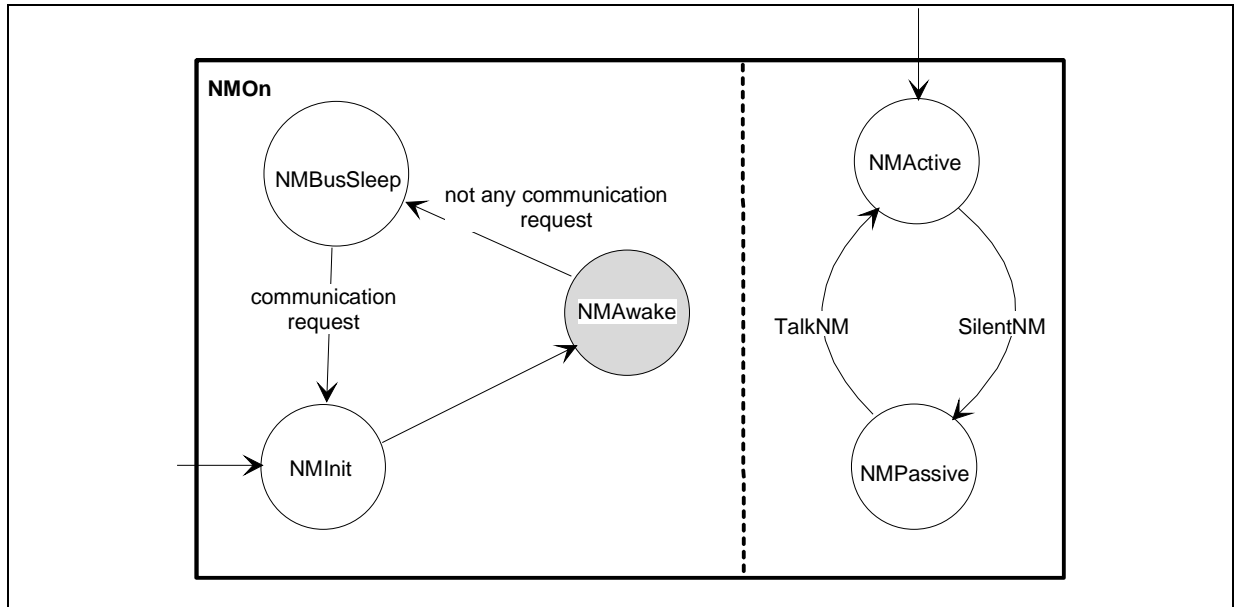 NMOn
NMBusSleep
not any communication
request
communication
request
NMAwake
NMInit
NMActive
TalkNM
SilentNM
NMPassive